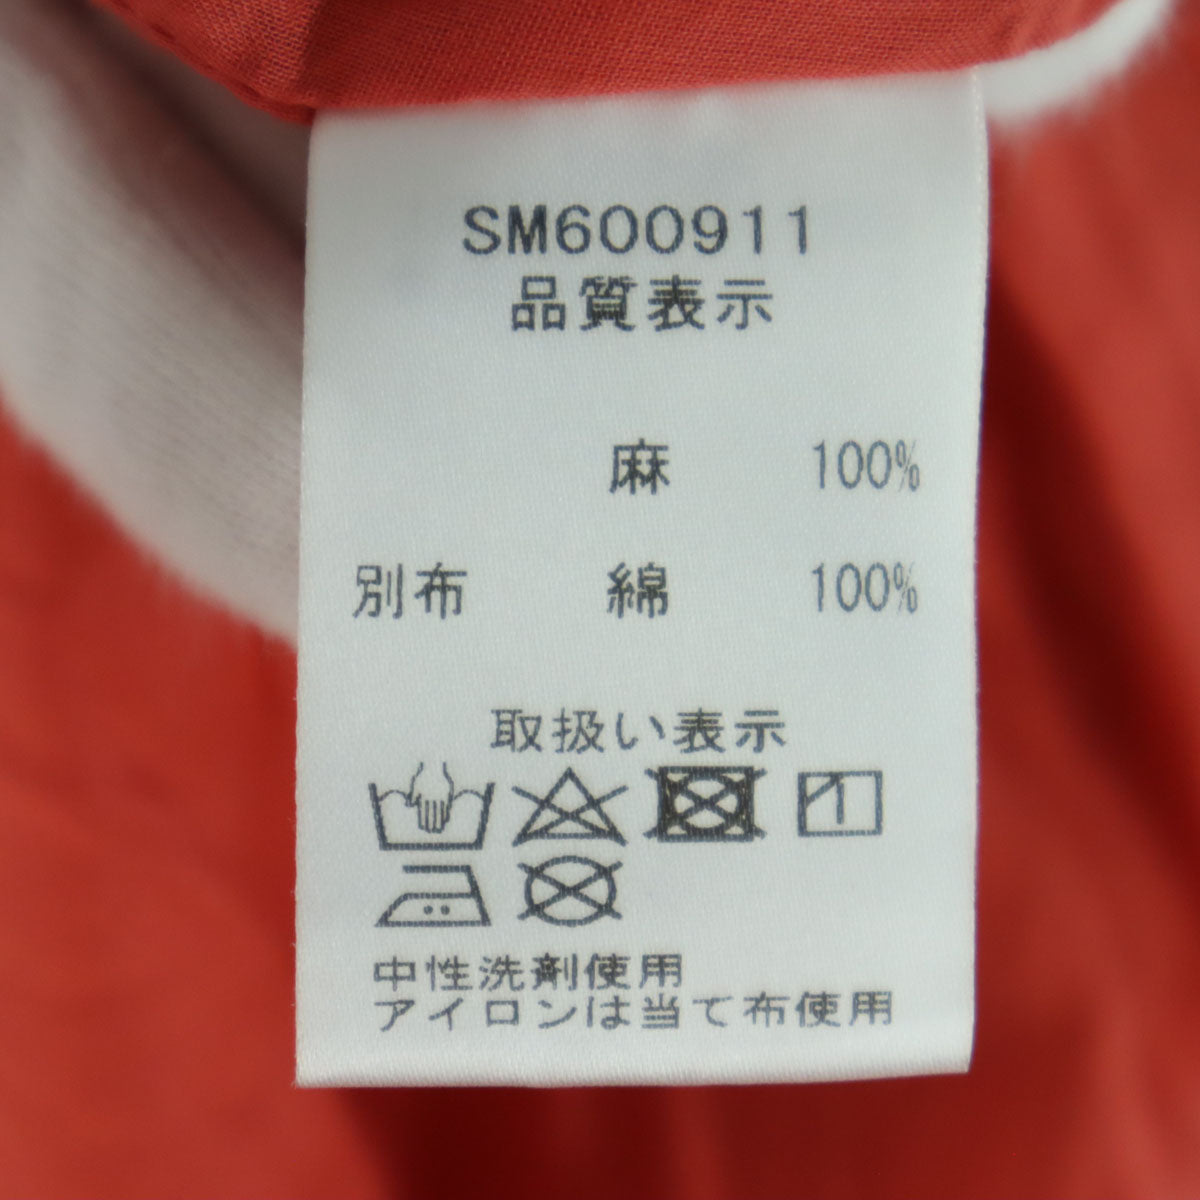 SM600911
品質表示
麻 100%
別布 綿 100%
取扱い表示
中性洗剤使用
アイロンは当て布使用